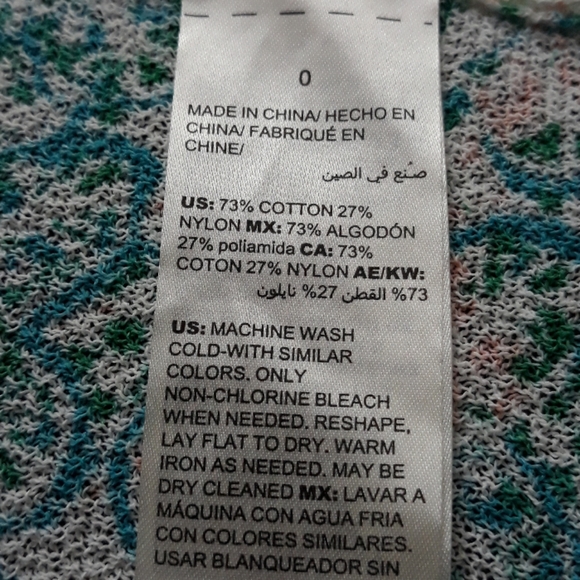 0
MADE IN CHINA/ HECHO EN
CHINA/ FABRIQUÉ EN
CHINE/
صنع في الصين
US: 73% COTTON 27%
NYLON MX: 73% ALGODÓN
27% poliamida CA: 73%
COTON 27% NYLON AE/KW:
73% القطن 27% نايلون
US: MACHINE WASH
COLD-WITH SIMILAR
COLORS. ONLY
NON-CHLORINE BLEACH
WHEN NEEDED. RESHAPE,
LAY FLAT TO DRY. WARM
IRON AS NEEDED. MAY BE
DRY CLEANED MX: LAVAR A
MÁQUINA CON AGUA FRIA
CON COLORES SIMILARES.
USAR BLANQUEADOR SIN